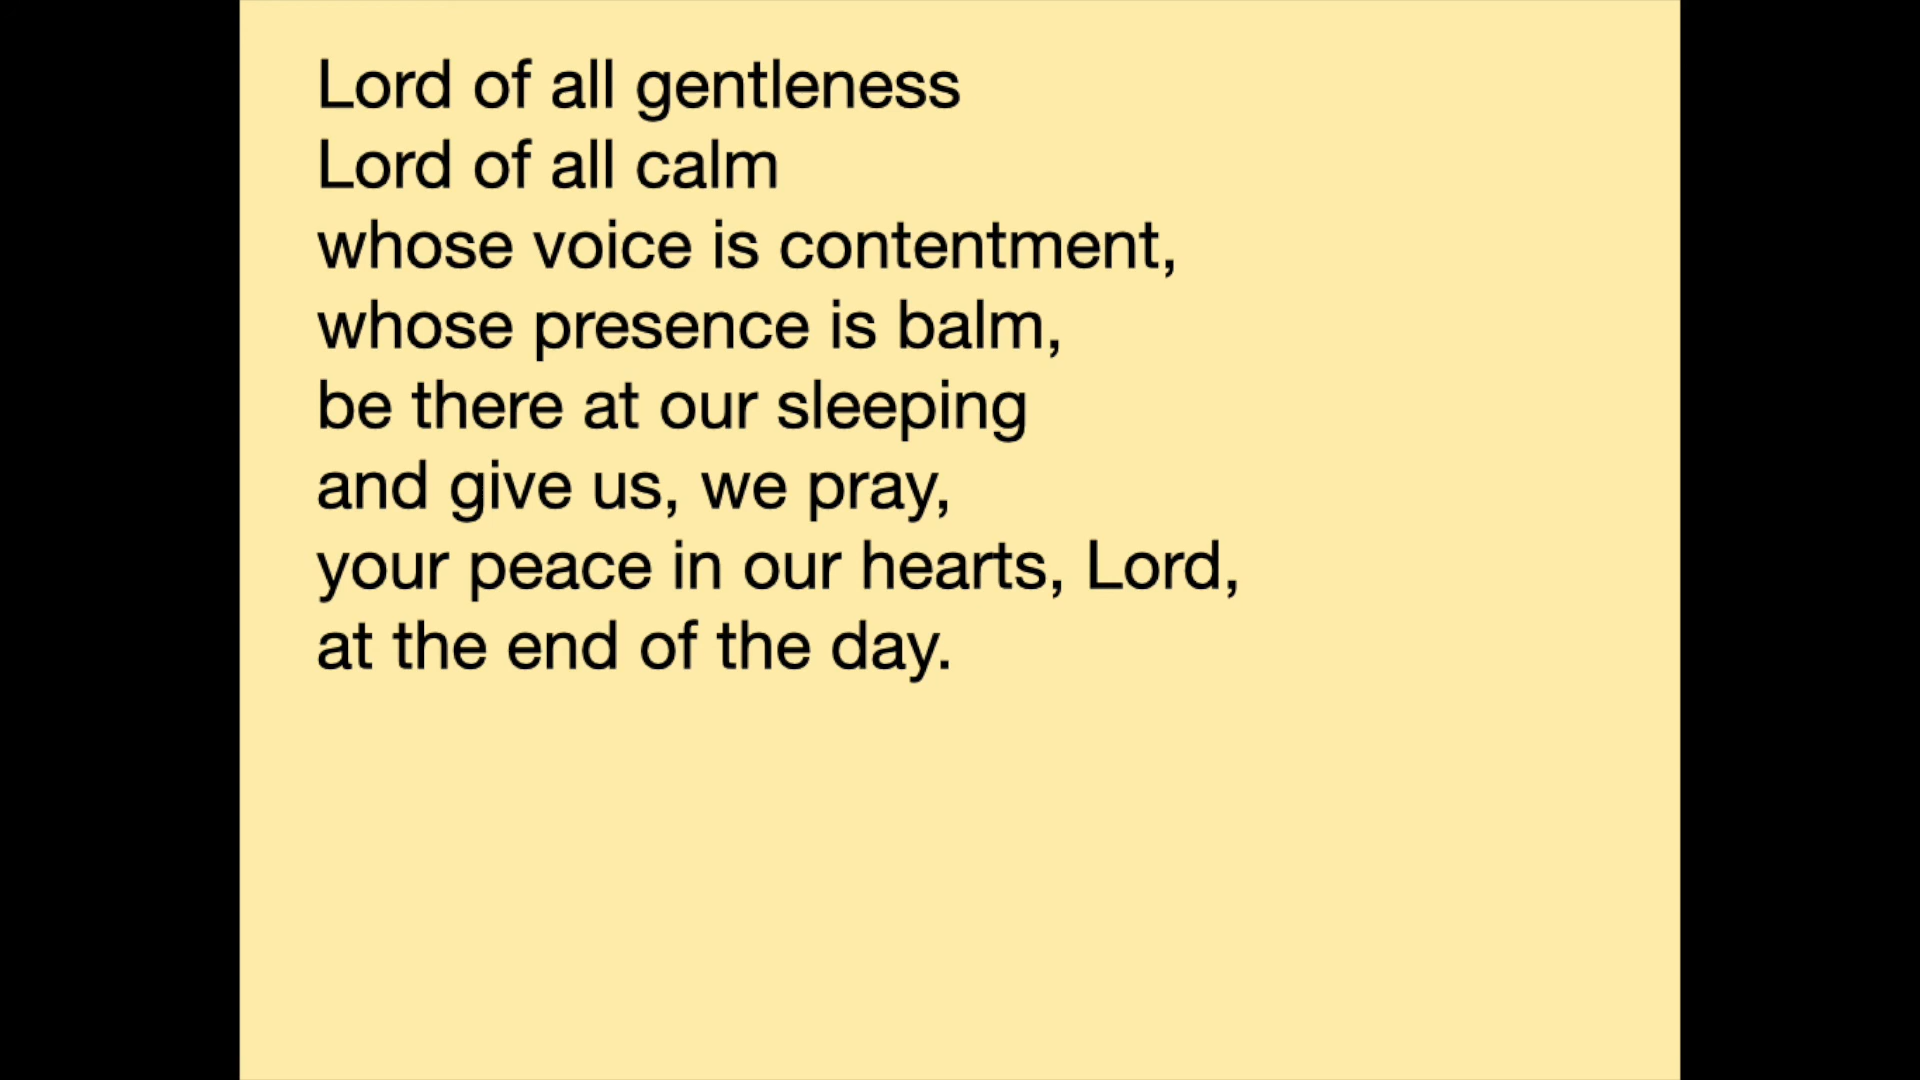 Lord of all gentleness
Lord of all calm
whose voice is contentment,
whose presence is balm,
be there at our sleeping
and give us, we pray,
your peace in our hearts, Lord,
at the end of the day.